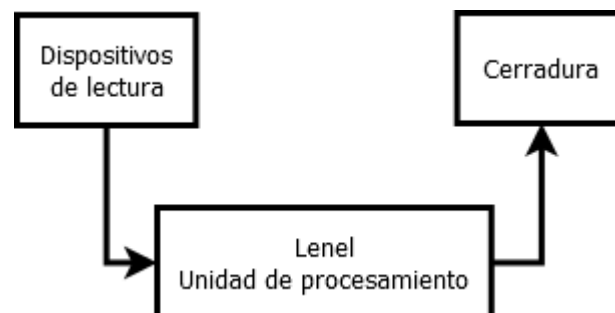 Dispositivos
de lectura
Cerradura
Lenel
Unidad de procesamiento